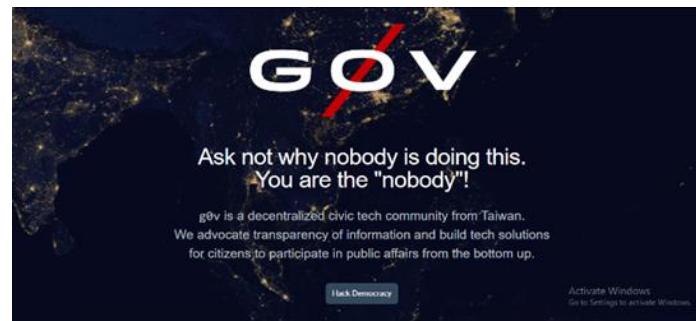 GØV
Ask not why nobody is doing this.
You are the "nobody"!
g0v is a decentralized civic tech community from Taiwan.
We advocate transparency of information and build tech solutions
for citizens to participate in public affairs from the bottom up.
Hack Democracy
Activate Windows
Go to Settings to activate Windows.